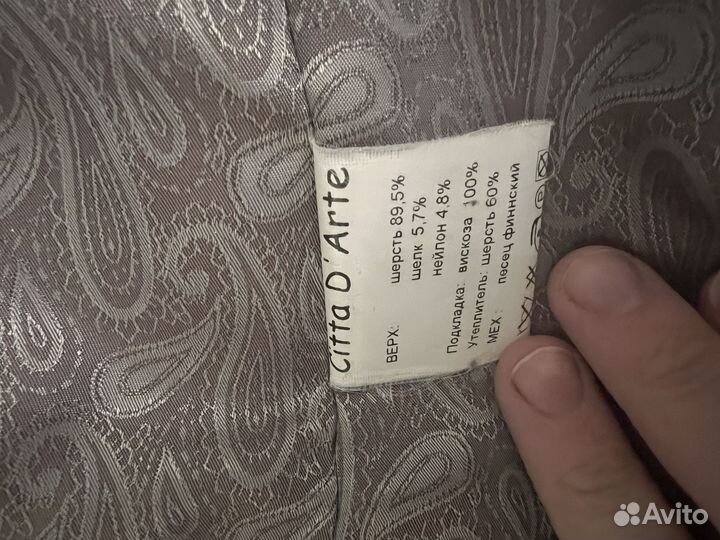 Citta D'Arte
ВЕРХ: шерсть 89,5%
шелк 5,7%
нейлон 4,8%
Подкладка: вискоза 100%
Утеплитель: шерсть 60%
МЕХ: песец финнский
Avito